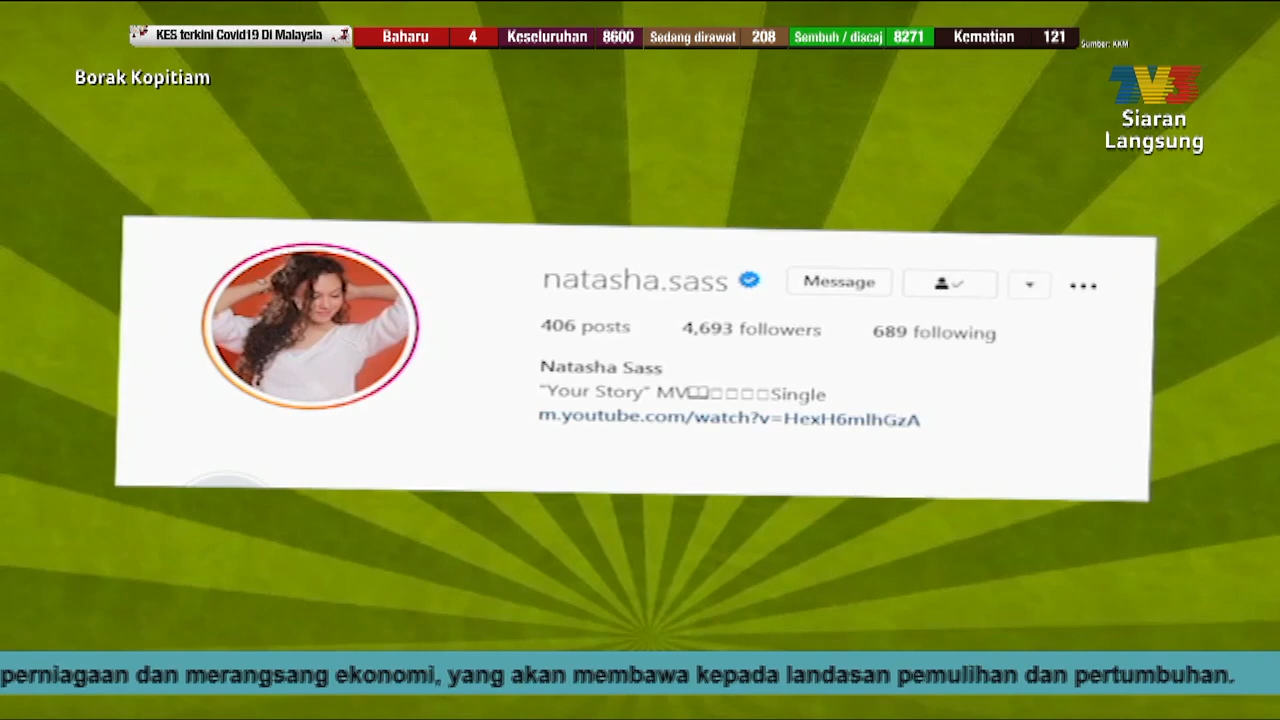 KES terkini Covid19 Di Malaysia Baharu 4 Keseluruhan 8600 Sedang dirawat 208 Sembuh / discaj 8271 Kematian 121
Sumber: KKM
Borak Kopitiam
TV3
Siaran
Langsung
natasha.sass Message
406 posts 4,693 followers 689 following
Natasha Sass
"Your Story" MV🕮□□□□Single
m.youtube.com/watch?v=HexH6mlhGzA
perniagaan dan merangsang ekonomi, yang akan membawa kepada landasan pemulihan dan pertumbuhan.